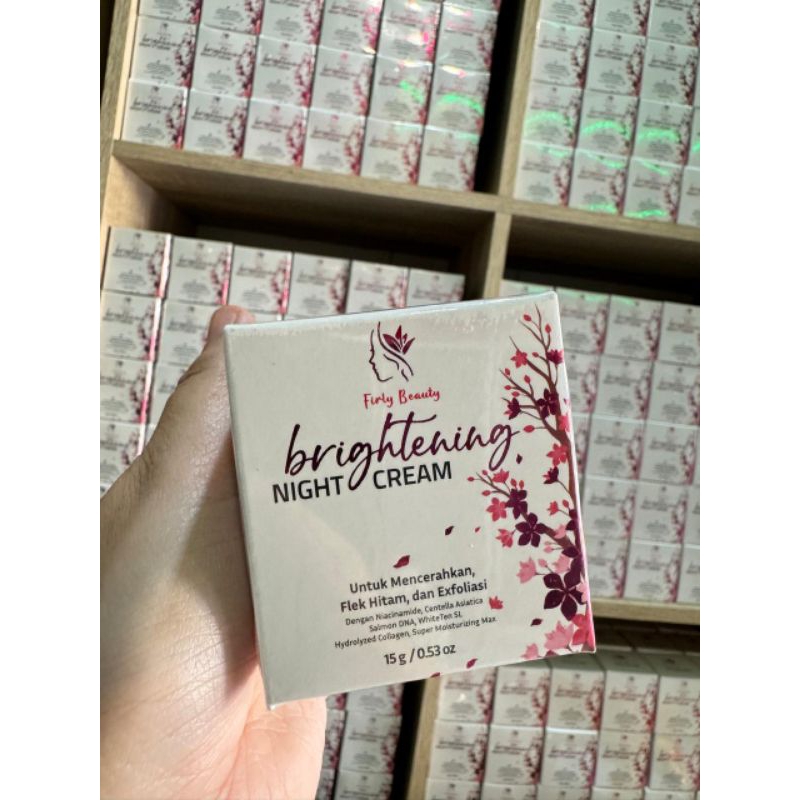 Firly Beauty
brightening
NIGHT CREAM
Untuk Mencerahkan,
Flek Hitam, dan Exfoliasi
Dengan Niacinamide, Centella Asiatica
Salmon DNA, WhiteTen SL
Hydrolyzed Collagen, Super Moisturizing Max
15 g / 0.53 oz